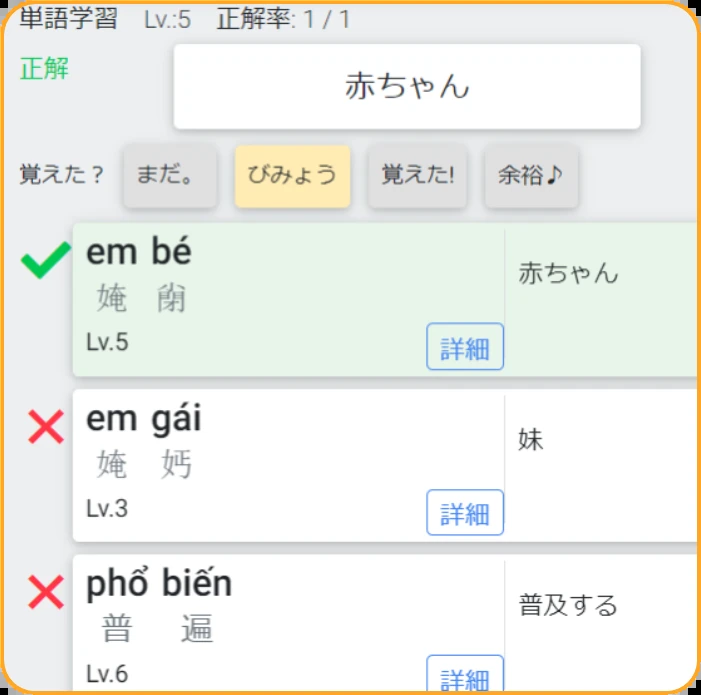 単語学習 Lv.:5 正解率: 1 / 1
正解
赤ちゃん
覚えた？ まだ。 びみょう 覚えた! 余裕♪
em bé
赤ちゃん
媕
Lv.5
詳細
em gái
妹
媕 妈
Lv.3
詳細
phổ biến
普及する
普 遍
Lv.6
詳細